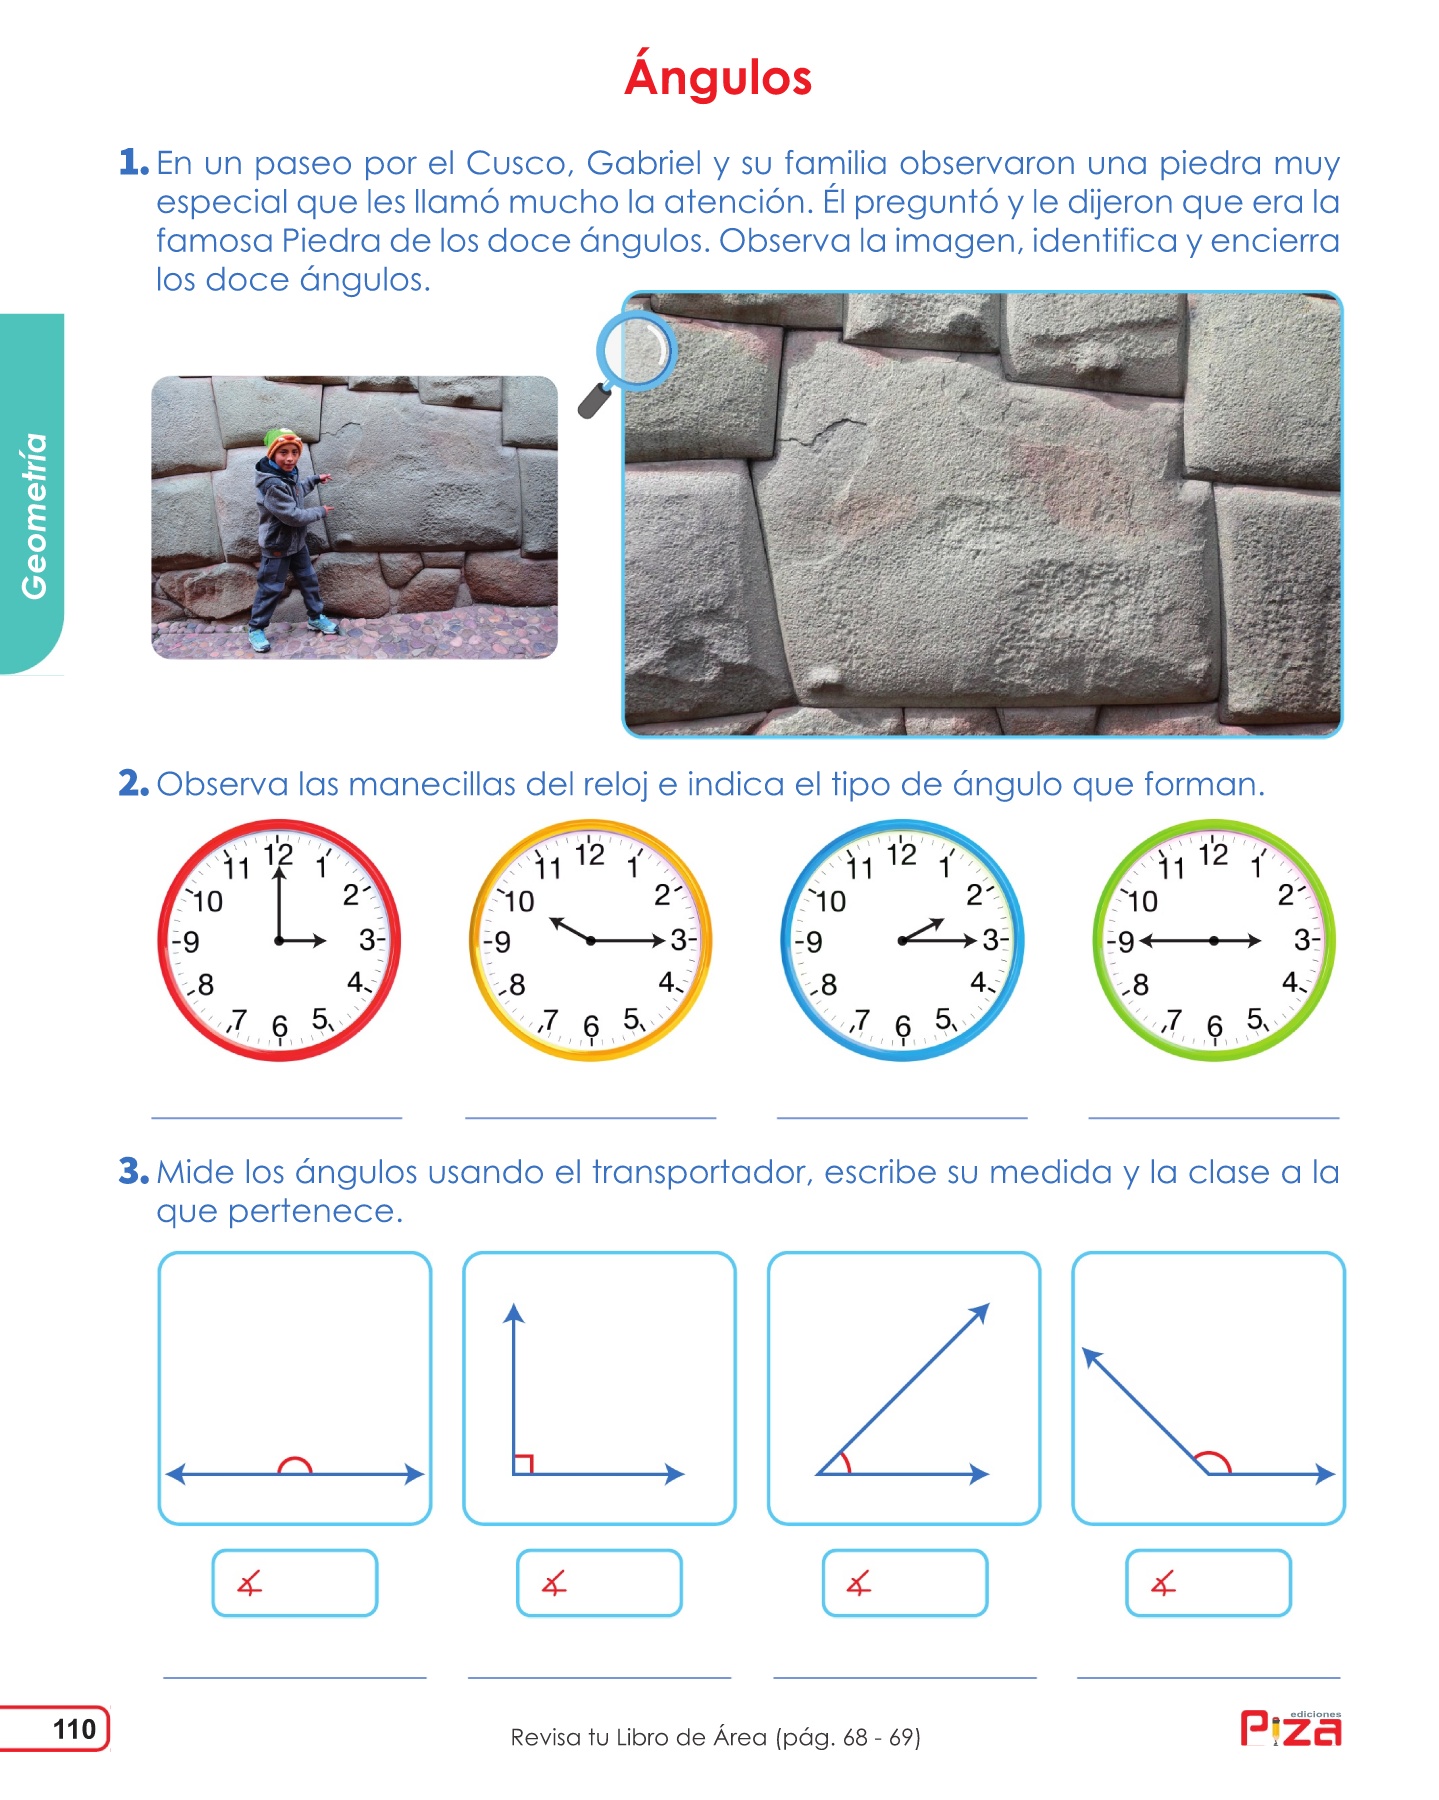 Ángulos
1. En un paseo por el Cusco, Gabriel y su familia observaron una piedra muy
especial que les llamó mucho la atención. Él preguntó y le dijeron que era la
famosa Piedra de los doce ángulos. Observa la imagen, identifica y encierra
los doce ángulos.
Geometría
2. Observa las manecillas del reloj e indica el tipo de ángulo que forman.
12 1 2 3 4 5 6 7 8 9 10 11
12 1 2 3 4 5 6 7 8 9 10 11
12 1 2 3 4 5 6 7 8 9 10 11
12 1 2 3 4 5 6 7 8 9 10 11
3. Mide los ángulos usando el transportador, escribe su medida y la clase a la
que pertenece.
∡
∡
∡
∡
110
Revisa tu Libro de Área (pág. 68 - 69)
ediciones
Piza